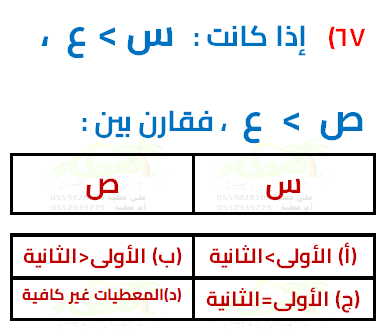 ٦٧) إذا كانت : س > ع ،
ص > ع ، فقارن بين :
س ص
(أ) الأولى>الثانية (ب) الأولى<الثانية
(ج) الأولى=الثانية (د)المعطيات غير كافية